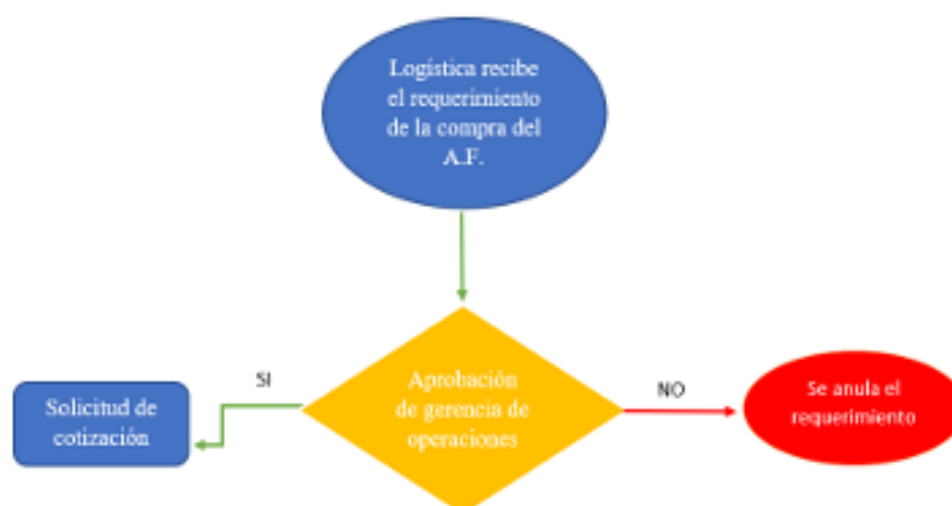 Logística recibe
el requerimiento
de la compra del
A.F.
SI
Aprobación
de gerencia de
operaciones
NO
Solicitud de
cotización
Se anula el
requerimiento